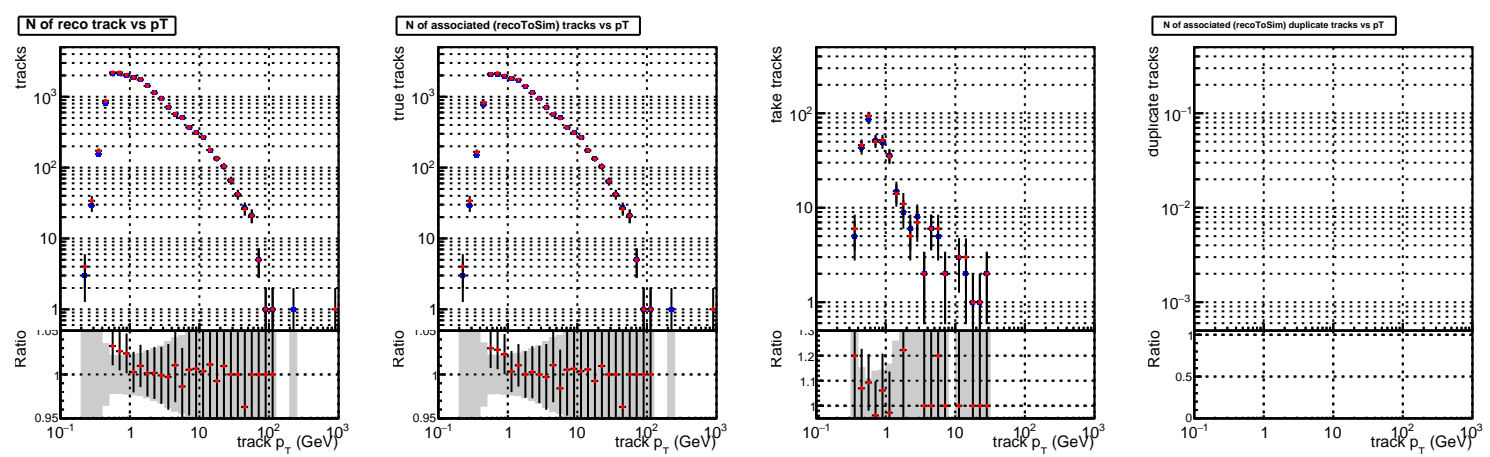 N of reco track vs pT
tracks
10³
10²
10
1
1.05
Ratio
1
0.95
10⁻¹ 1 10 10² 10³
track p_T (GeV)
N of associated (recoToSim) tracks vs pT
true tracks
10³
10²
10
1
1.05
Ratio
1
0.95
10⁻¹ 1 10 10² 10³
track p_T (GeV)
fake tracks
10²
10
1
1.3
Ratio
1.2
1.1
1
10⁻¹ 1 10 10² 10³
track p_T (GeV)
N of associated (recoToSim) duplicate tracks vs pT
duplicate tracks
10⁻¹
10⁻²
10⁻³
Ratio
1
0.5
0
10⁻¹ 1 10 10² 10³
track p_T (GeV)